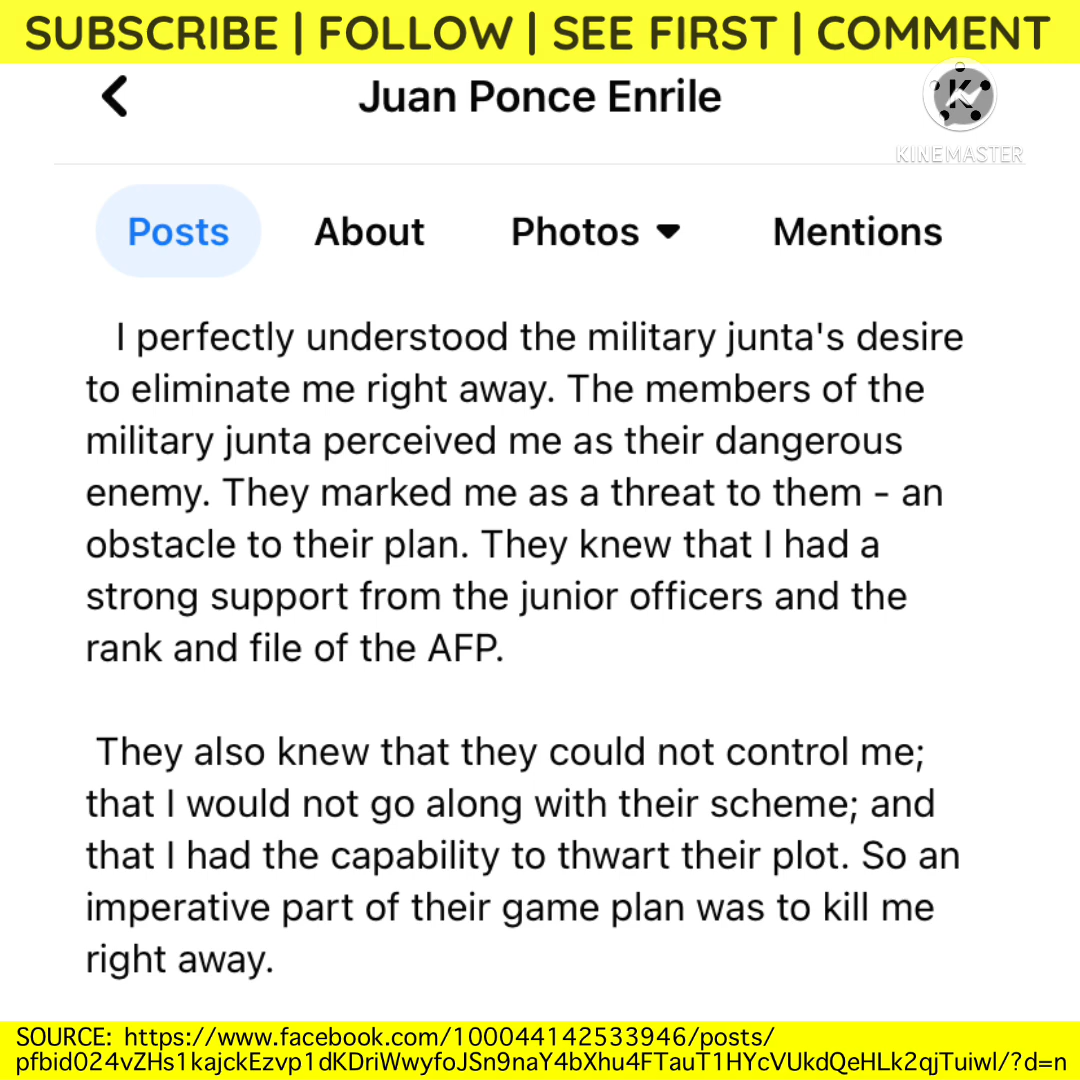 SUBSCRIBE | FOLLOW | SEE FIRST | COMMENT
Juan Ponce Enrile
K
KINEMASTER
Posts
About
Photos
Mentions
I perfectly understood the military junta's desire
to eliminate me right away. The members of the
military junta perceived me as their dangerous
enemy. They marked me as a threat to them - an
obstacle to their plan. They knew that I had a
strong support from the junior officers and the
rank and file of the AFP.
They also knew that they could not control me;
that I would not go along with their scheme; and
that I had the capability to thwart their plot. So an
imperative part of their game plan was to kill me
right away.
SOURCE: https://www.facebook.com/100044142533946/posts/
pfbid024vZHs1kajckEzvp1dKDriWwyfoJSn9naY4bXhu4FTauT1HYcVUkdQeHLk2qjTuiwl/?d=n